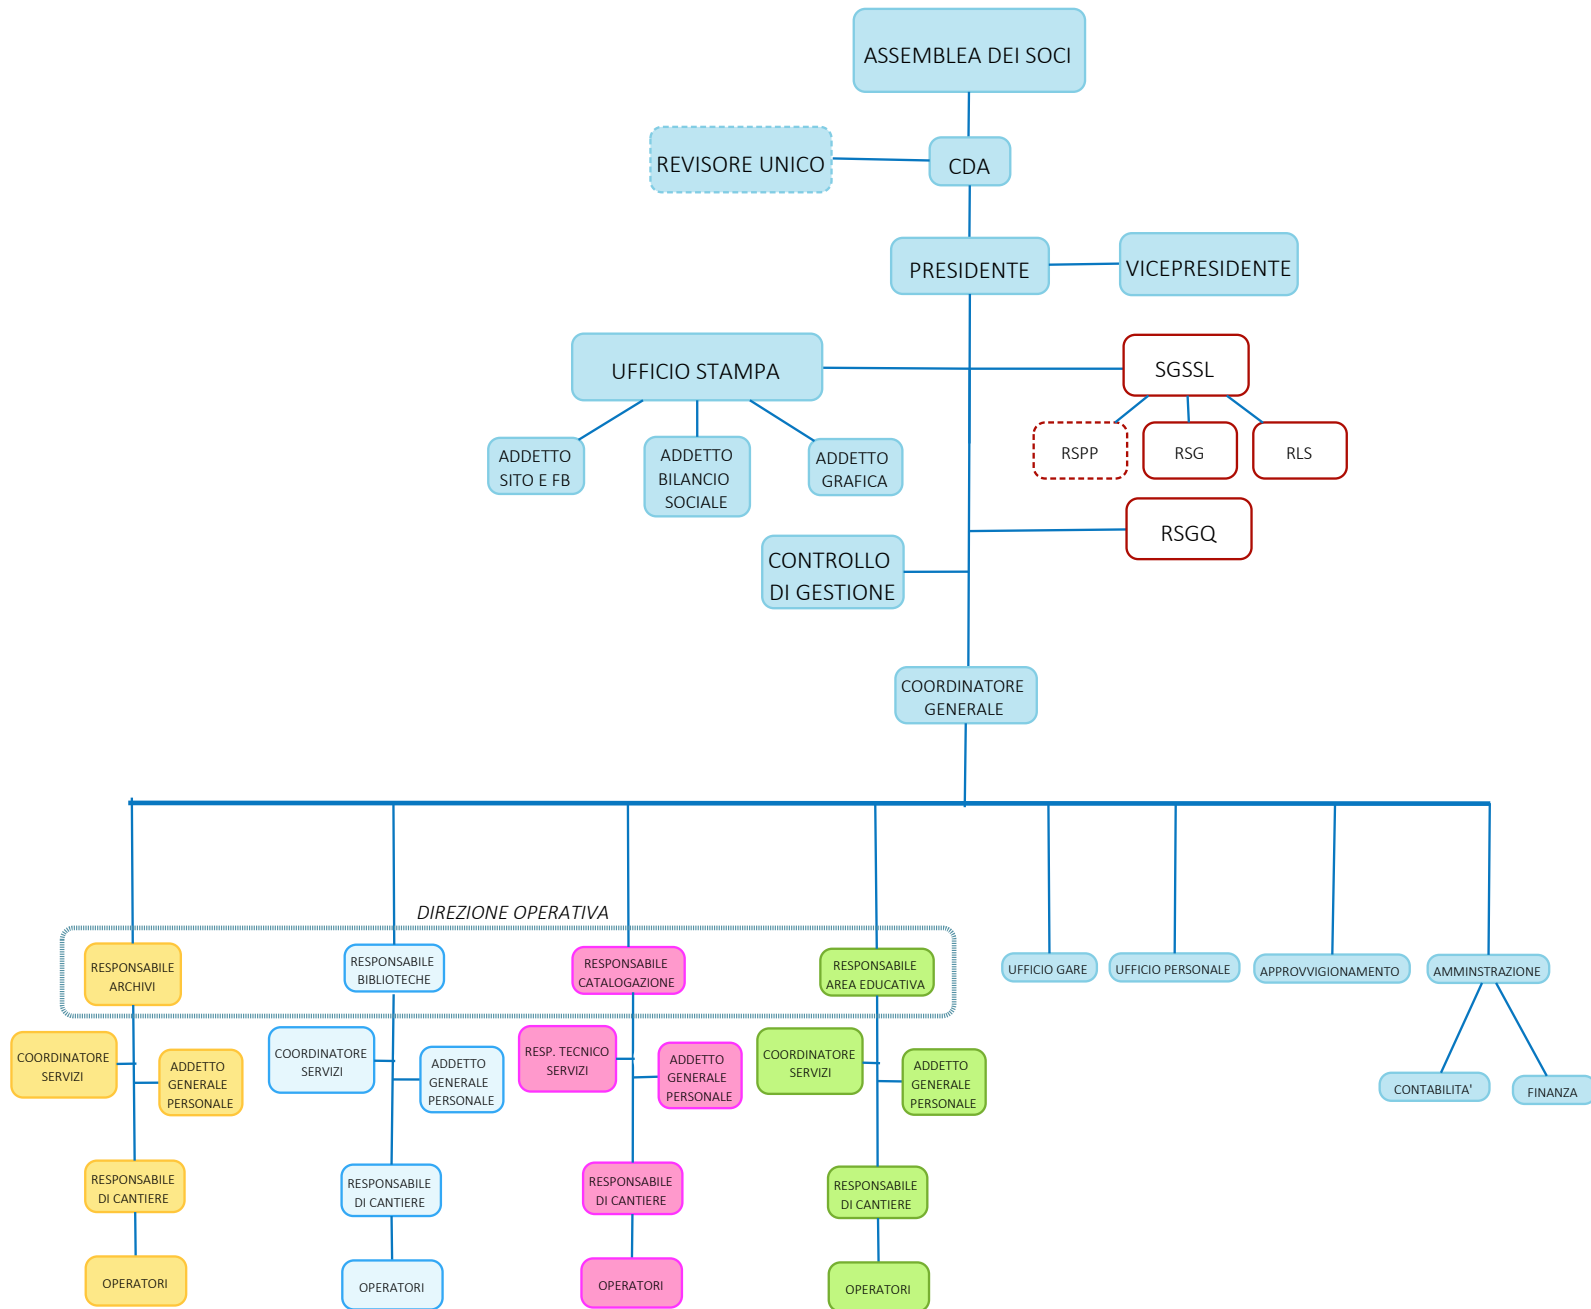 ASSEMBLEA DEI SOCI
REVISORE UNICO
CDA
PRESIDENTE
VICEPRESIDENTE
UFFICIO STAMPA
SGSSL
ADDETTO
SITO E FB
ADDETTO
BILANCIO
SOCIALE
ADDETTO
GRAFICA
RSPP
RSG
RLS
RSGQ
CONTROLLO
DI GESTIONE
COORDINATORE
GENERALE
DIREZIONE OPERATIVA
RESPONSABILE
ARCHIVI
RESPONSABILE
BIBLIOTECHE
RESPONSABILE
CATALOGAZIONE
RESPONSABILE
AREA EDUCATIVA
UFFICIO GARE
UFFICIO PERSONALE
APPROVVIGIONAMENTO
AMMINSTRAZIONE
COORDINATORE
SERVIZI
ADDETTO
GENERALE
PERSONALE
COORDINATORE
SERVIZI
ADDETTO
GENERALE
PERSONALE
RESP. TECNICO
SERVIZI
ADDETTO
GENERALE
PERSONALE
COORDINATORE
SERVIZI
ADDETTO
GENERALE
PERSONALE
CONTABILITA'
FINANZA
RESPONSABILE
DI CANTIERE
RESPONSABILE
DI CANTIERE
RESPONSABILE
DI CANTIERE
RESPONSABILE
DI CANTIERE
OPERATORI
OPERATORI
OPERATORI
OPERATORI